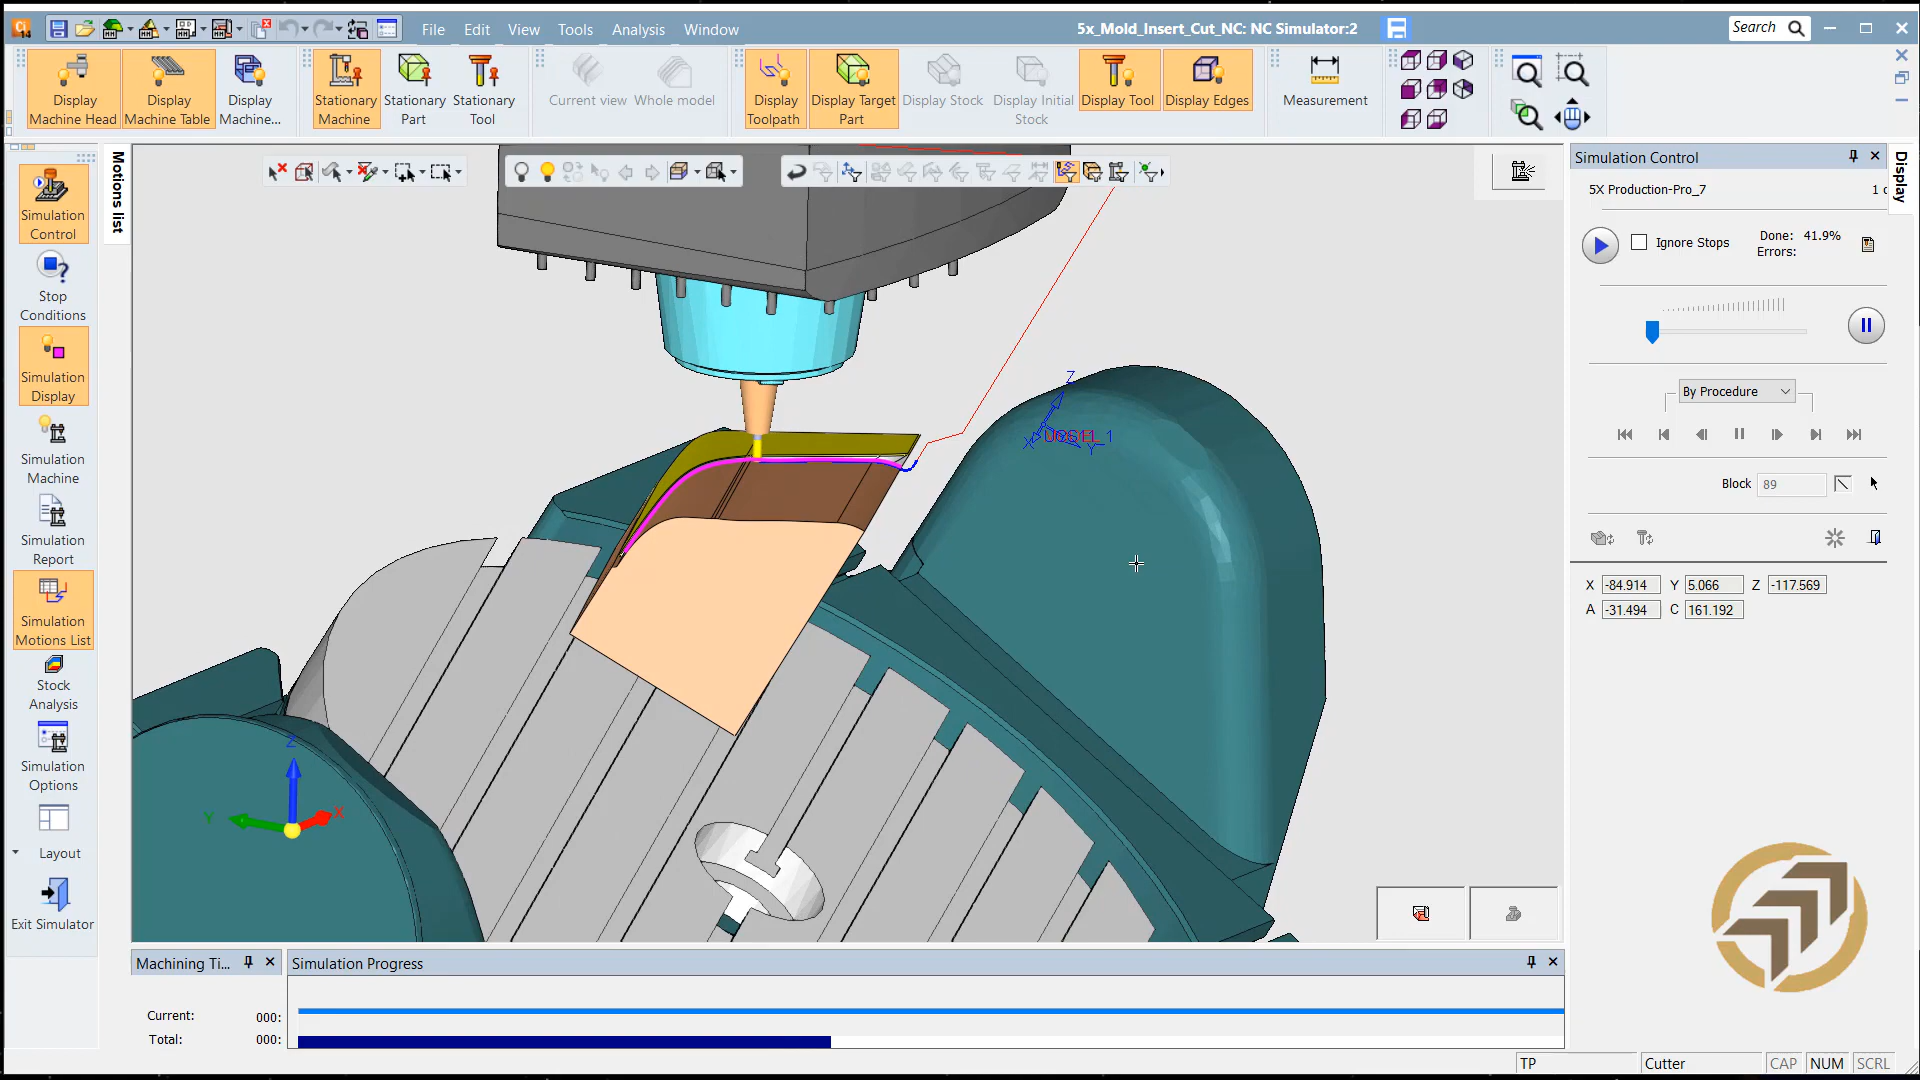 File Edit View Tools Analysis Window
5x_Mold_Insert_Cut_NC: NC Simulator:2
Search
Display Machine Head
Display Machine Table
Display Machine...
Stationary Machine
Stationary Part
Stationary Tool
Current view
Whole model
Display Toolpath
Display Target Part
Display Stock
Display Initial Stock
Display Tool
Display Edges
Measurement
Simulation Control
Stop Conditions
Simulation Display
Simulation Machine
Simulation Report
Simulation Motions List
Stock Analysis
Simulation Options
Layout
Exit Simulator
Motions list
Z
X
Y
1
Z
Y
X
Simulation Control
Display
5X Production-Pro_7
Ignore Stops
Done: 41.9%
Errors:
By Procedure
Block 89
X -84.914 Y 5.066 Z -117.569
A -31.494 C 161.192
Machining Ti...
Simulation Progress
Current: 000:
Total: 000:
TP
Cutter
CAP NUM SCRL